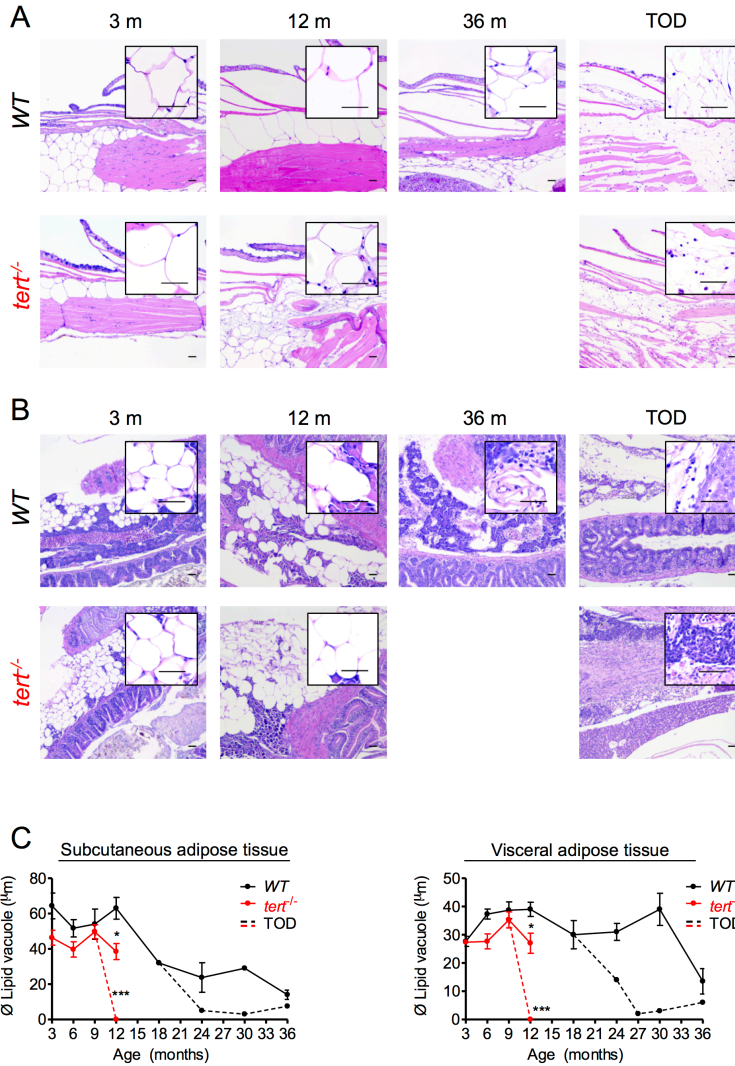 A
3 m 12 m 36 m TOD
WT
tert-/-
B
3 m 12 m 36 m TOD
WT
tert-/-
C
Subcutaneous adipose tissue
Ø Lipid vacuole (µm)
80
60
40
20
0
3 6 9 12 15 18 21 24 27 30 33 36
Age (months)
WT
tert-/-
TOD
*
***
Visceral adipose tissue
Ø Lipid vacuole (µm)
50
40
30
20
10
0
3 6 9 12 15 18 21 24 27 30 33 36
Age (months)
WT
tert-
TOD
*
***